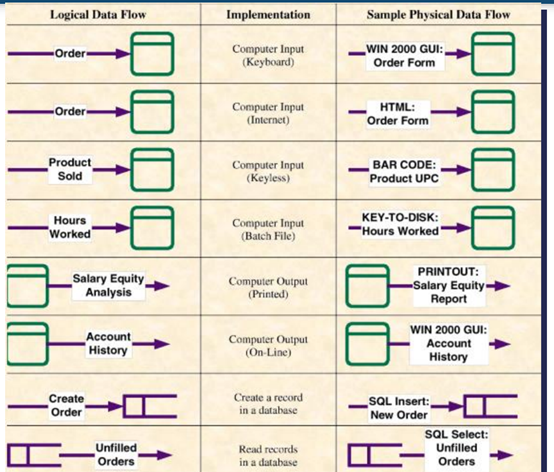 Logical Data Flow
Implementation
Sample Physical Data Flow
Order
Computer Input
(Keyboard)
WIN 2000 GUI:
Order Form
Order
Computer Input
(Internet)
HTML:
Order Form
Product
Sold
Computer Input
(Keyless)
BAR CODE:
Product UPC
Hours
Worked
Computer Input
(Batch File)
KEY-TO-DISK:
Hours Worked
Salary Equity
Analysis
Computer Output
(Printed)
PRINTOUT:
Salary Equity
Report
Account
History
Computer Output
(On-Line)
WIN 2000 GUI:
Account
History
Create
Order
Create a record
in a database
SQL Insert:
New Order
Unfilled
Orders
Read records
in a database
SQL Select:
Unfilled
Orders